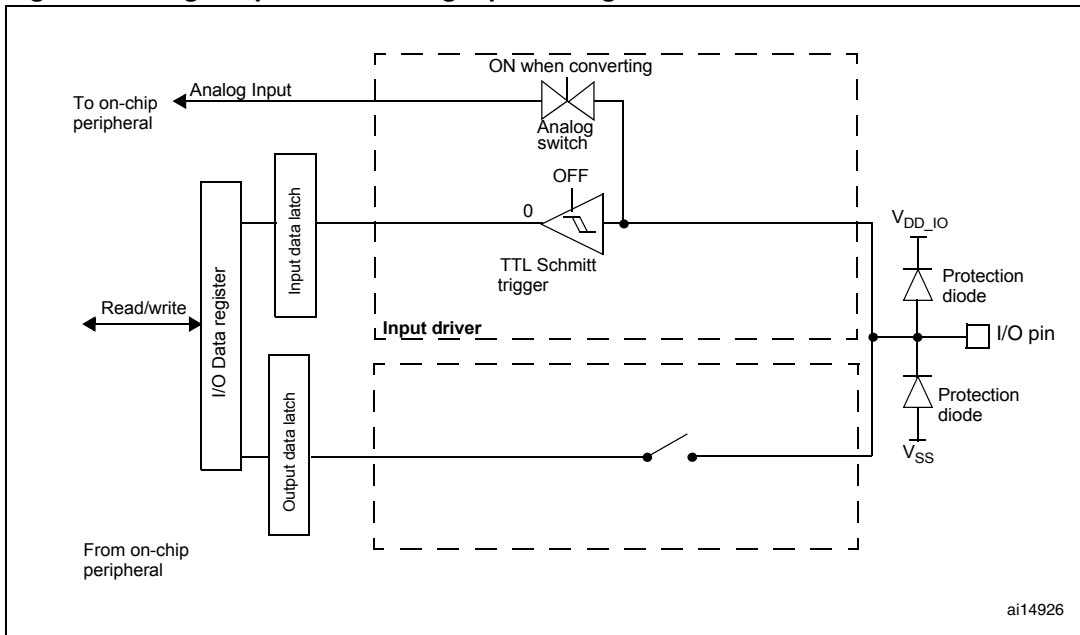 ON when converting
Analog Input
To on-chip
peripheral
Analog
switch
OFF
0
TTL Schmitt
trigger
Input data latch
I/O Data register
Read/write
Input driver
VDD_IO
Protection
diode
I/O pin
Protection
diode
VSS
Output data latch
From on-chip
peripheral
ai14926